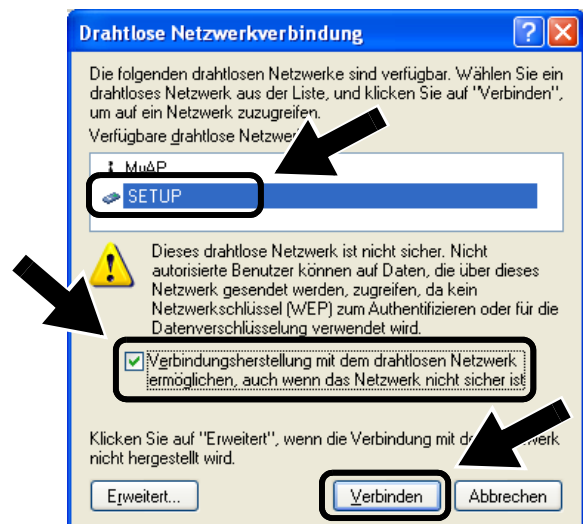 Drahtlose Netzwerkverbindung
Die folgenden drahtlosen Netzwerke sind verfügbar. Wählen Sie ein
drahtloses Netzwerk aus der Liste, und klicken Sie auf "Verbinden",
um auf ein Netzwerk zuzugreifen.
Verfügbare drahtlose
MyAP
SETUP
Dieses drahtlose Netzwerk ist nicht sicher. Nicht
autorisierte Benutzer können auf Daten, die über dieses
Netzwerk gesendet werden, zugreifen, da kein
Netzwerkschlüssel (WEP) zum Authentifizieren oder für die
Datenverschlüsselung verwendet wird.
Verbindungsherstellung mit dem drahtlosen Netzwerk
ermöglichen, auch wenn das Netzwerk nicht sicher ist
Klicken Sie auf "Erweitert", wenn die Verbindung mit
nicht hergestellt wird.
Erweitert... Verbinden Abbrechen